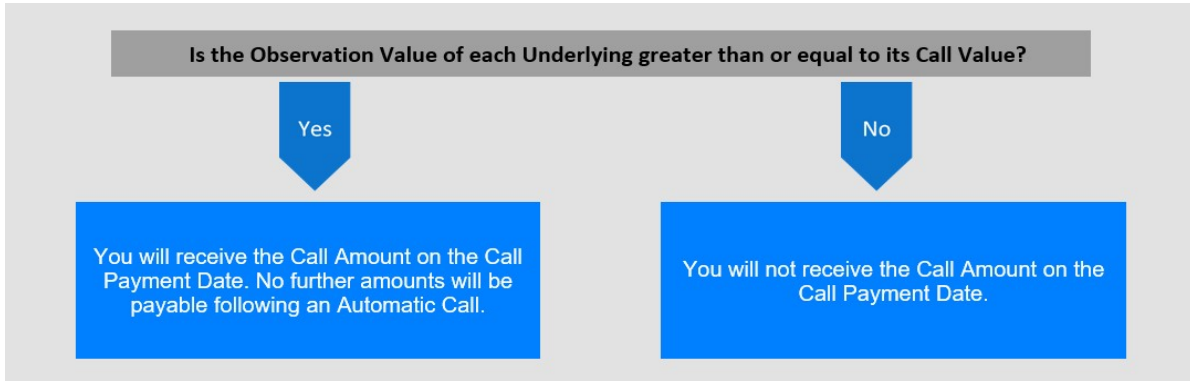 Is the Observation Value of each Underlying greater than or equal to its Call Value?
Yes
No
You will receive the Call Amount on the Call
Payment Date. No further amounts will be
payable following an Automatic Call.
You will not receive the Call Amount on the
Call Payment Date.